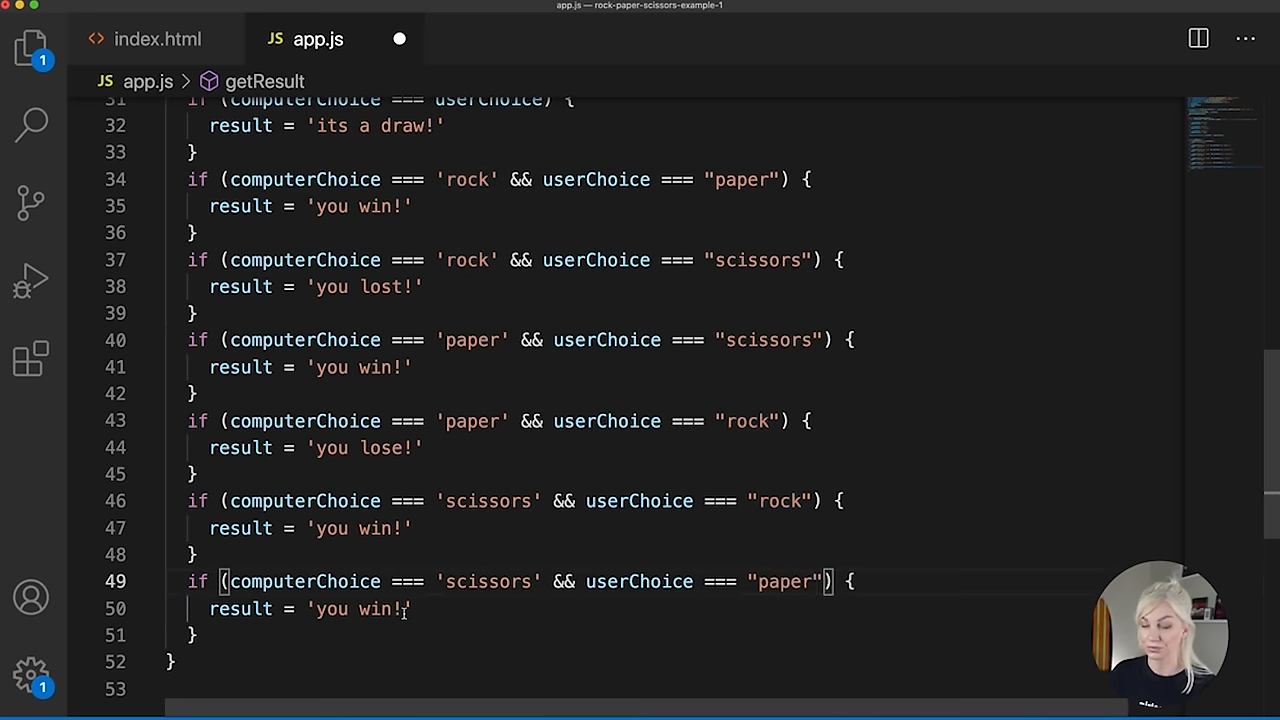 app.js — rock-paper-scissors-example-1
<> index.html
JS app.js
1
JS app.js > getResult
31 if (computerChoice === userChoice) {
32 result = 'its a draw!'
33 }
34 if (computerChoice === 'rock' && userChoice === "paper") {
35 result = 'you win!'
36 }
37 if (computerChoice === 'rock' && userChoice === "scissors") {
38 result = 'you lost!'
39 }
40 if (computerChoice === 'paper' && userChoice === "scissors") {
41 result = 'you win!'
42 }
43 if (computerChoice === 'paper' && userChoice === "rock") {
44 result = 'you lose!'
45 }
46 if (computerChoice === 'scissors' && userChoice === "rock") {
47 result = 'you win!'
48 }
49 if (computerChoice === 'scissors' && userChoice === "paper") {
50 result = 'you win!'
51 }
52 }
53
1